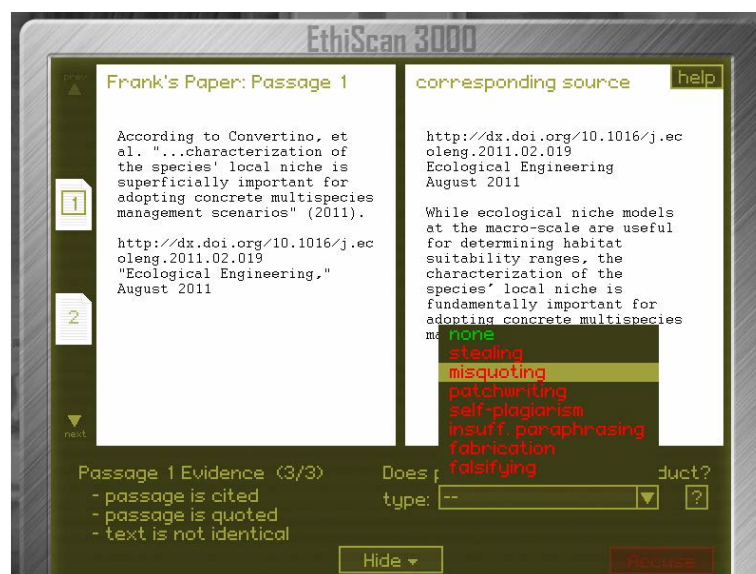 EthiScan 3000
prev
Frank's Paper: Passage 1
According to Convertino, et
al. "...characterization of
the species' local niche is
superficially important for
adopting concrete multispecies
management scenarios" (2011).
http://dx.doi.org/10.1016/j.ec
oleng.2011.02.019
"Ecological Engineering,"
August 2011
1
2
next
corresponding source
help
http://dx.doi.org/10.1016/j.ec
oleng.2011.02.019
Ecological Engineering
August 2011
While ecological niche models
at the macro-scale are useful
for determining habitat
suitability ranges, the
characterization of the
species’ local niche is
fundamentally important for
adopting concrete multispecies
none
stealing
misquoting
patchwriting
self-plagiarism
insuff. paraphrasing
fabrication
falsifying
Passage 1 Evidence (3/3)
- passage is cited
- passage is quoted
- text is not identical
Does
type: --
?
Hide
Accuse